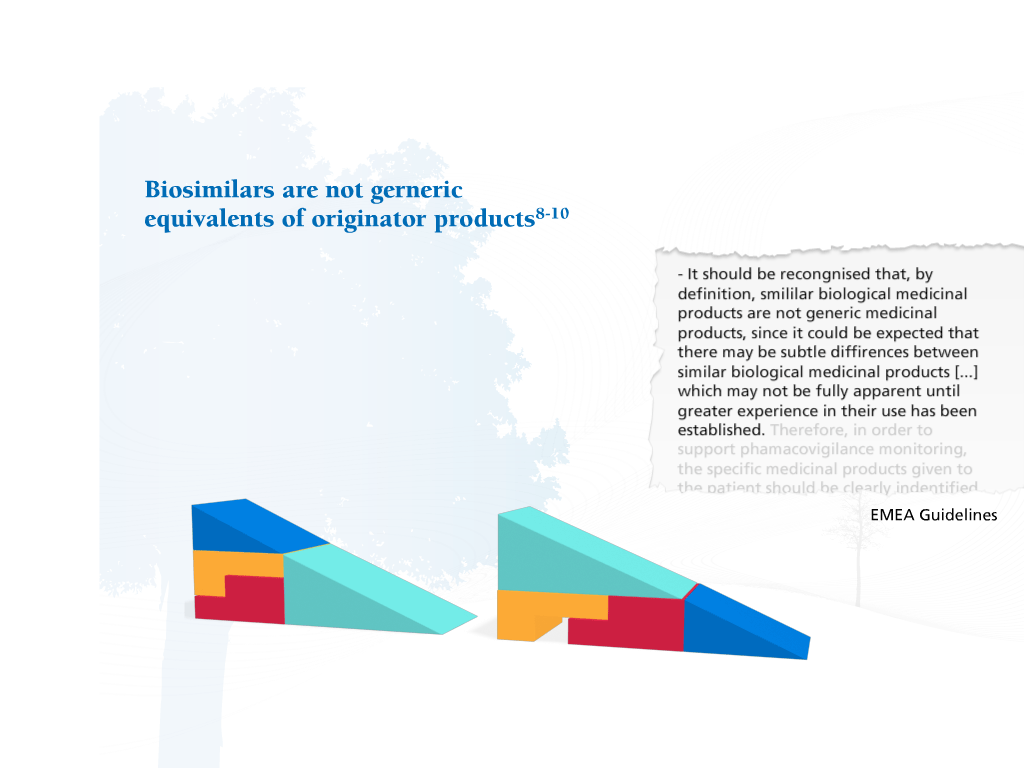 Biosimilars are not gerneric
equivalents of originator products8-10
- It should be recongnised that, by
definition, smililar biological medicinal
products are not generic medicinal
products, since it could be expected that
there may be subtle diffirences between
similar biological medicinal products [...]
which may not be fully apparent until
greater experience in their use has been
established. Therefore, in order to
support phamacovigilance monitoring,
the specific medicinal products given to
the patient should be clearly indentified
EMEA Guidelines